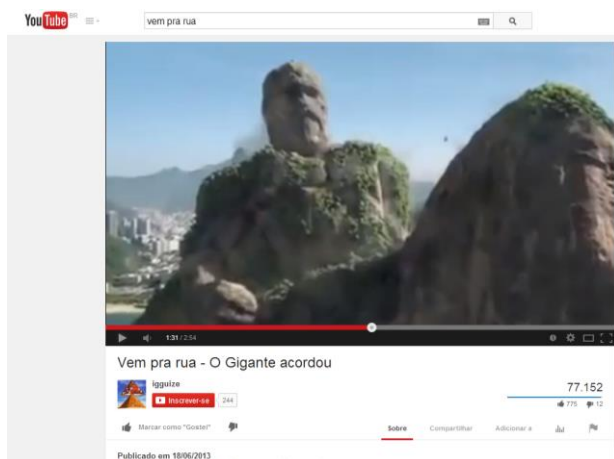 YouTube BR
vem pra rua
1:31 / 2:54
Vem pra rua - O Gigante acordou
igguize
Inscrever-se 244
77.152
775 12
Marcar como "Gostei"
Sobre Compartilhar Adicionar a
Publicado em 18/06/2013